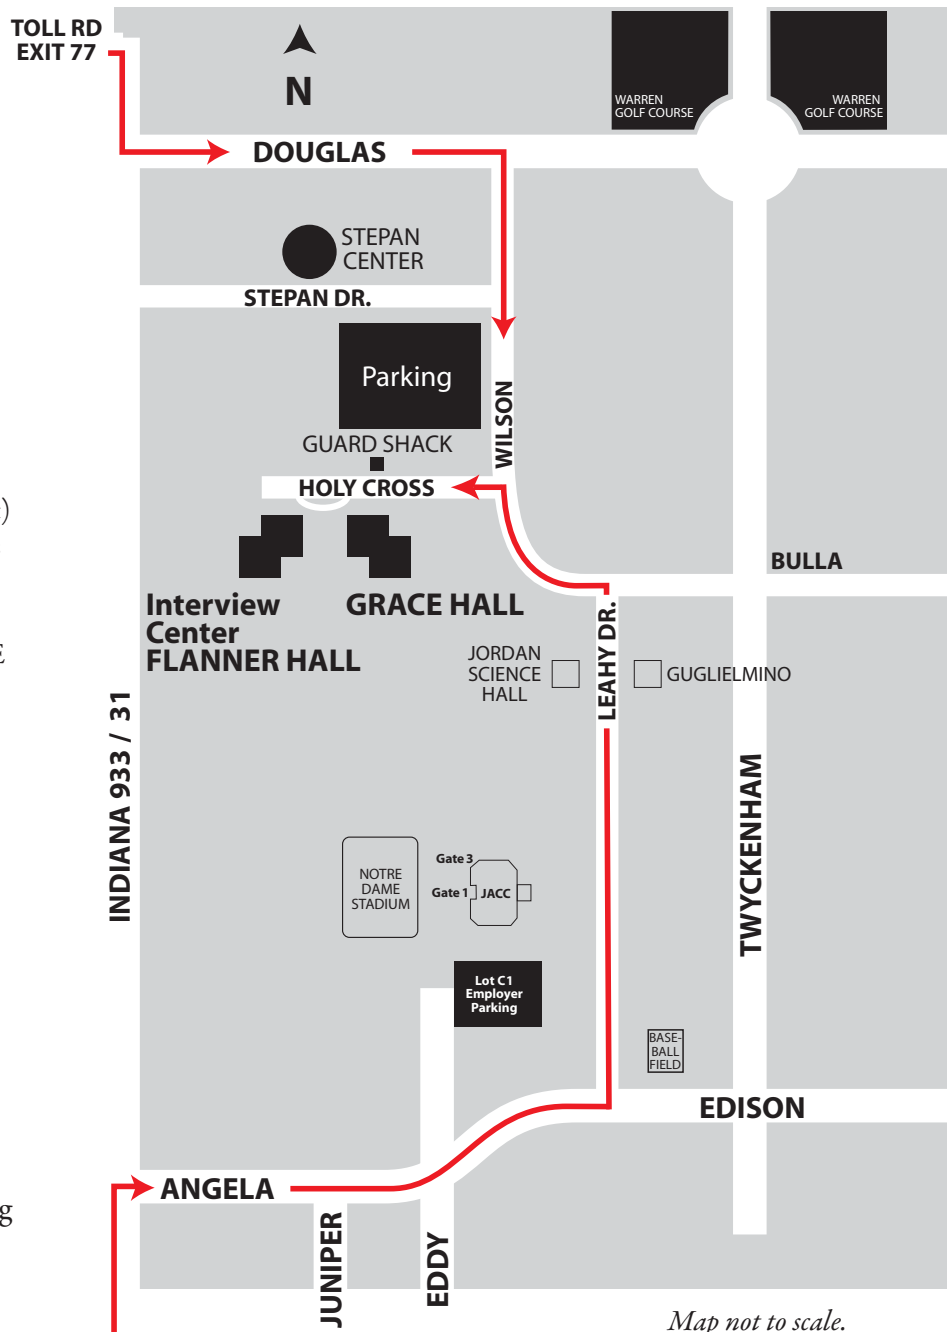 TOLL RD
EXIT 77
N
WARREN
GOLF COURSE
WARREN
GOLF COURSE
DOUGLAS
STEPAN
CENTER
STEPAN DR.
Parking
WILSON
GUARD SHACK
HOLY CROSS
)
BULLA
Interview
Center
FLANNER HALL
GRACE HALL
LEAHY DR.
E
JORDAN
SCIENCE
HALL
GUGLIELMINO
INDIANA 933 / 31
TWYCKENHAM
NOTRE
DAME
STADIUM
Gate 3
Gate 1
JACC
Lot C1
Employer
Parking
BASE-
BALL
FIELD
EDISON
ANGELA
g
JUNIPER
EDDY
Map not to scale.